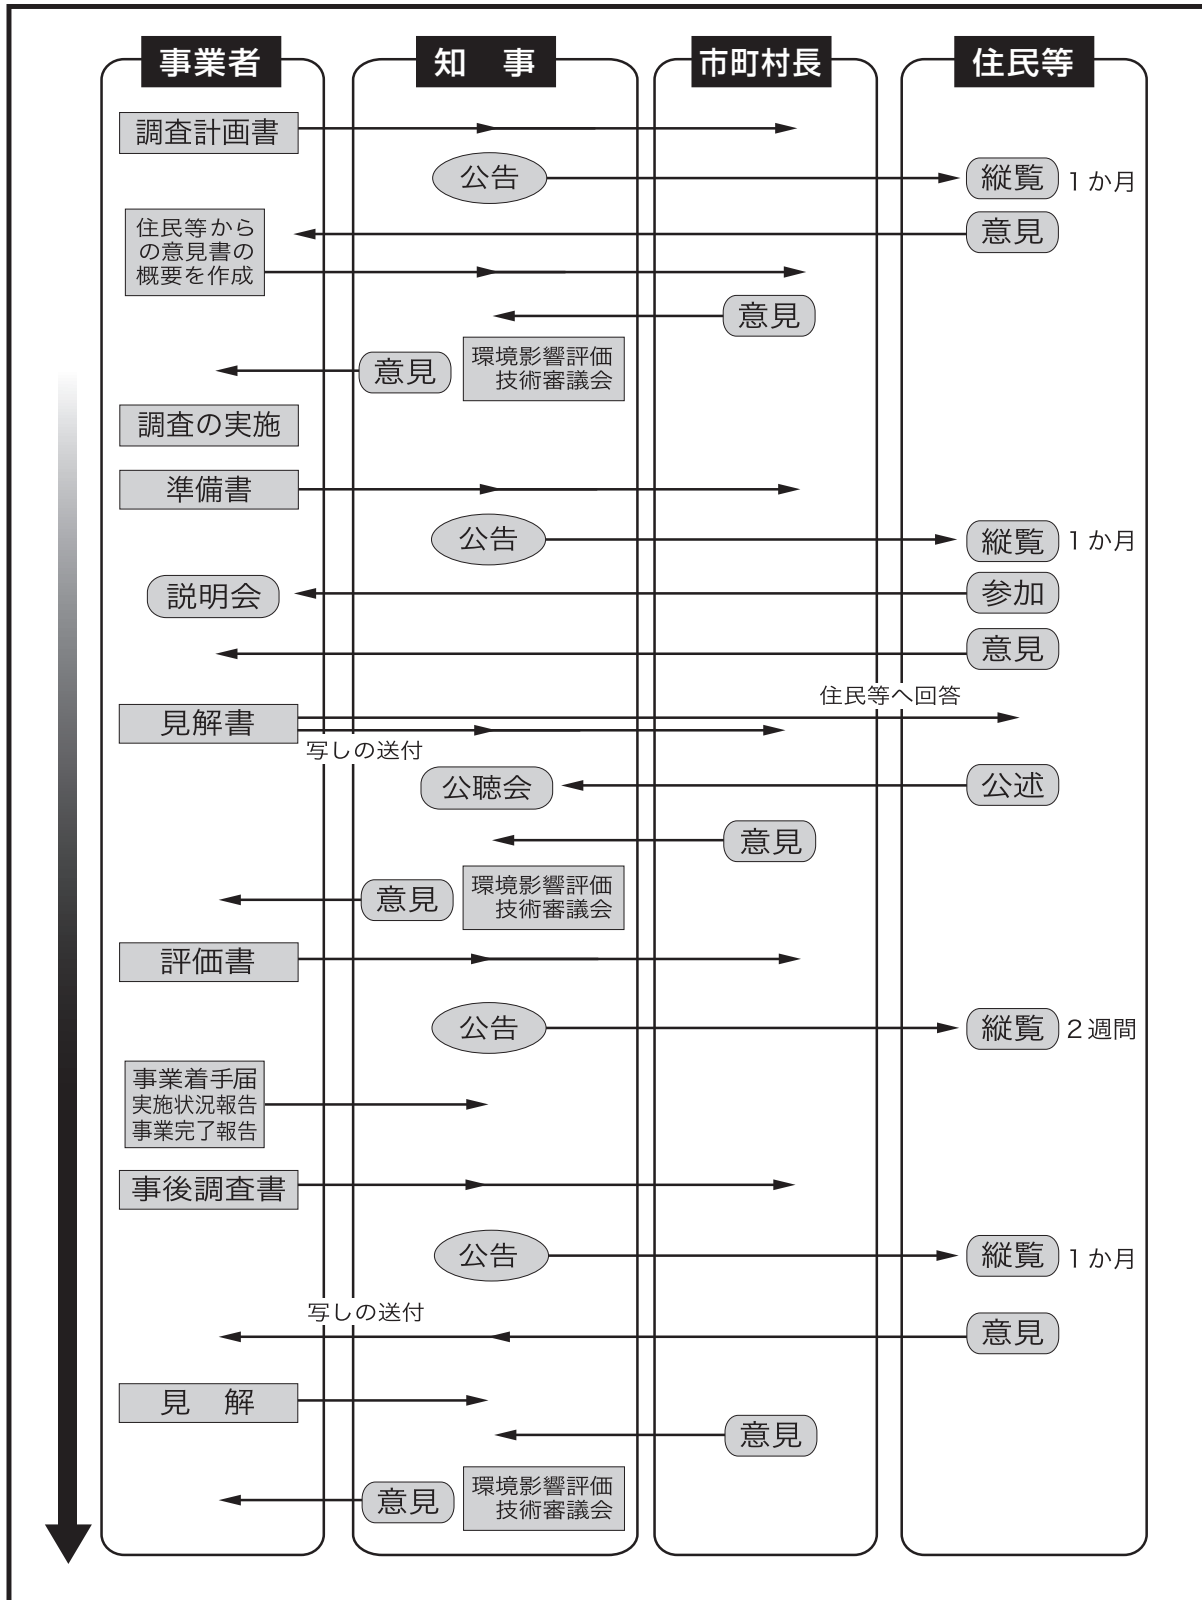 事業者
知　事
市町村長
住民等
調査計画書
公告
縦覧
1か月
住民等から
の意見書の
概要を作成
意見
意見
意見
環境影響評価
技術審議会
調査の実施
準備書
公告
縦覧
1か月
説明会
参加
意見
住民等へ回答
見解書
写しの送付
公聴会
公述
意見
意見
環境影響評価
技術審議会
評価書
公告
縦覧
2週間
事業着手届
実施状況報告
事業完了報告
事後調査書
公告
縦覧
1か月
写しの送付
意見
見　解
意見
意見
環境影響評価
技術審議会